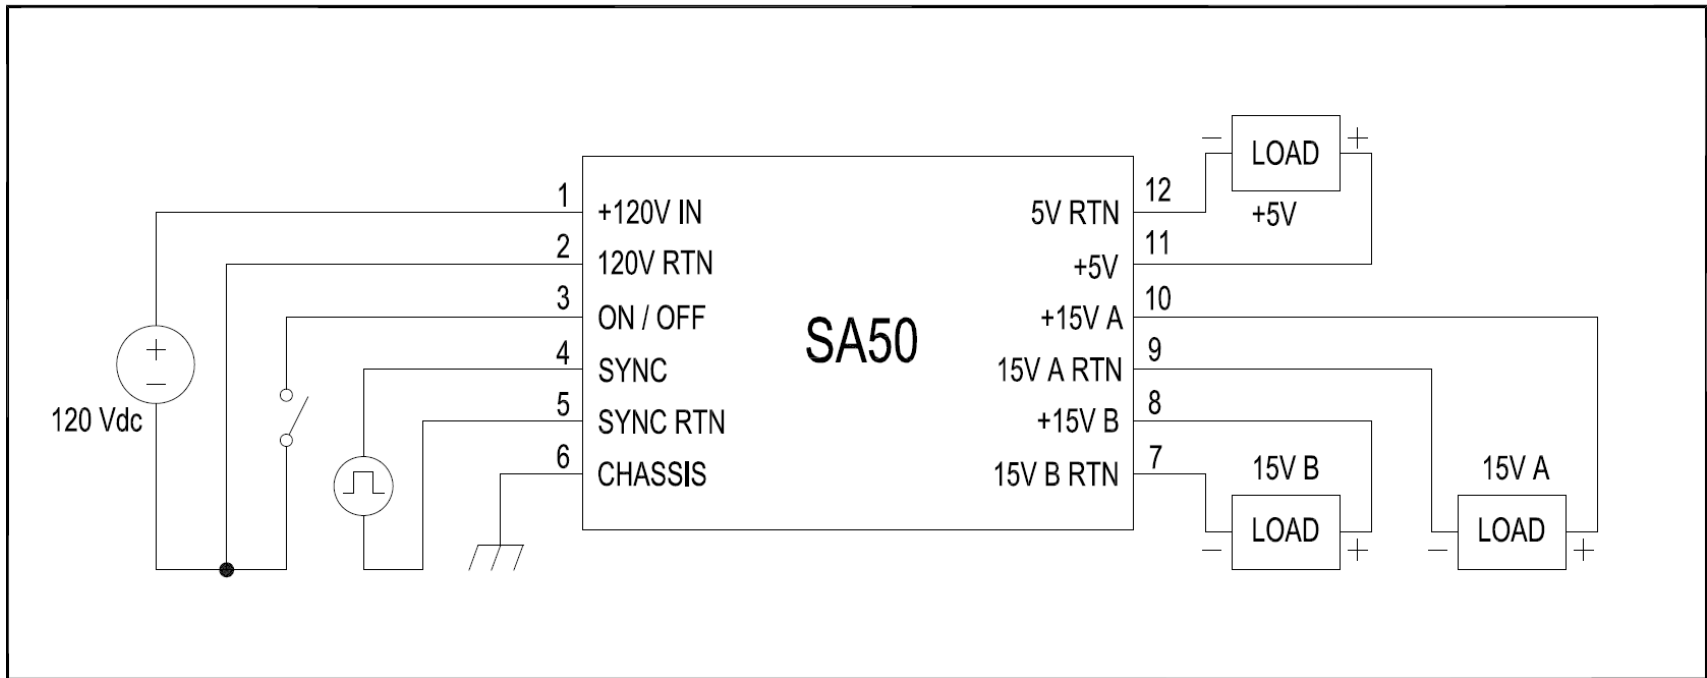 1
+120V IN
2
120V RTN
3
ON / OFF
4
SYNC
5
SYNC RTN
6
CHASSIS
120 Vdc
+
−
SA50
12
5V RTN
11
+5V
10
+15V A
9
15V A RTN
8
+15V B
7
15V B RTN
− LOAD +
+5V
15V B
− LOAD +
15V A
− LOAD +